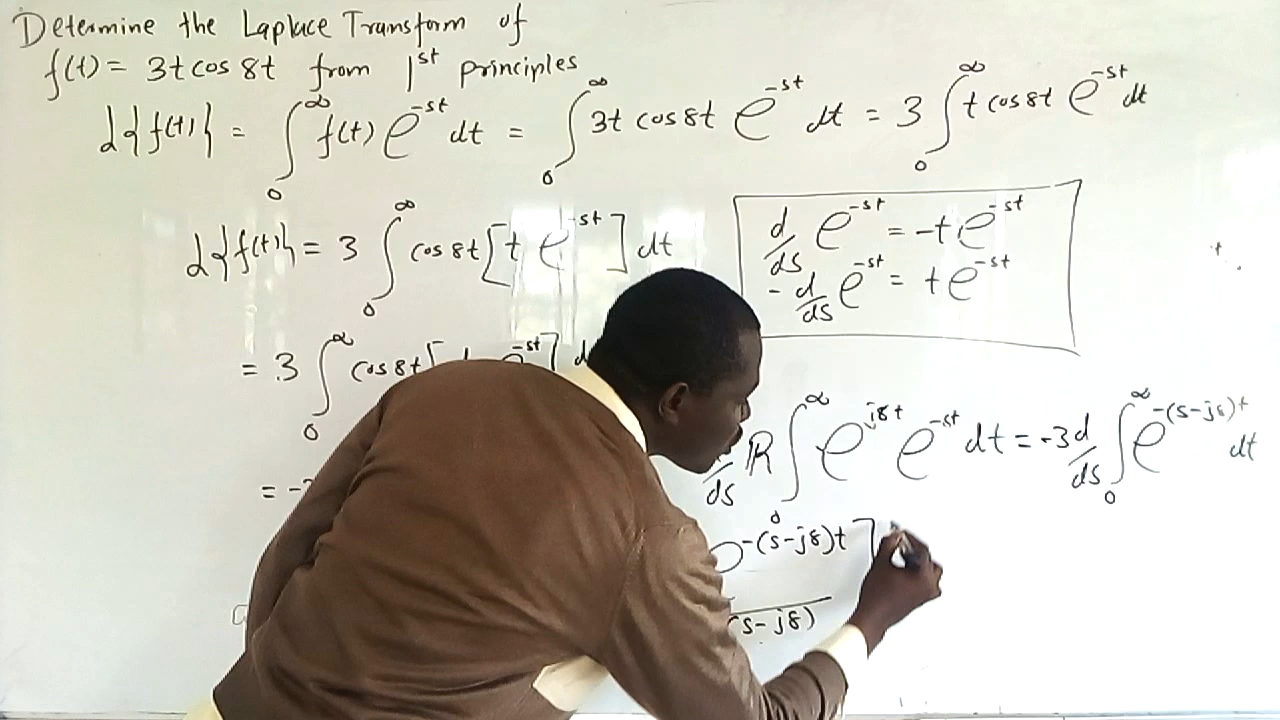 Determine the Laplace Transform of
f(t) = 3t cos 8t from 1st principles
L{f(t)} = ∫₀^∞ f(t) e^-st dt = ∫₀^∞ 3t cos 8t e^-st dt = 3 ∫₀^∞ t cos 8t e^-st dt
L{f(t)} = 3 ∫₀^∞ cos 8t [t e^-st] dt
d/ds e^-st = -t e^-st
-d/ds e^-st = t e^-st
= 3 ∫₀^∞ cos 8t [ e^-st] d
= - /ds ℝ ∫₀^∞ e^j8t e^-st dt = -3 d/ds ∫₀^∞ e^-(s-j8)t dt
e^-(s-j8)t ]
(s-j8)